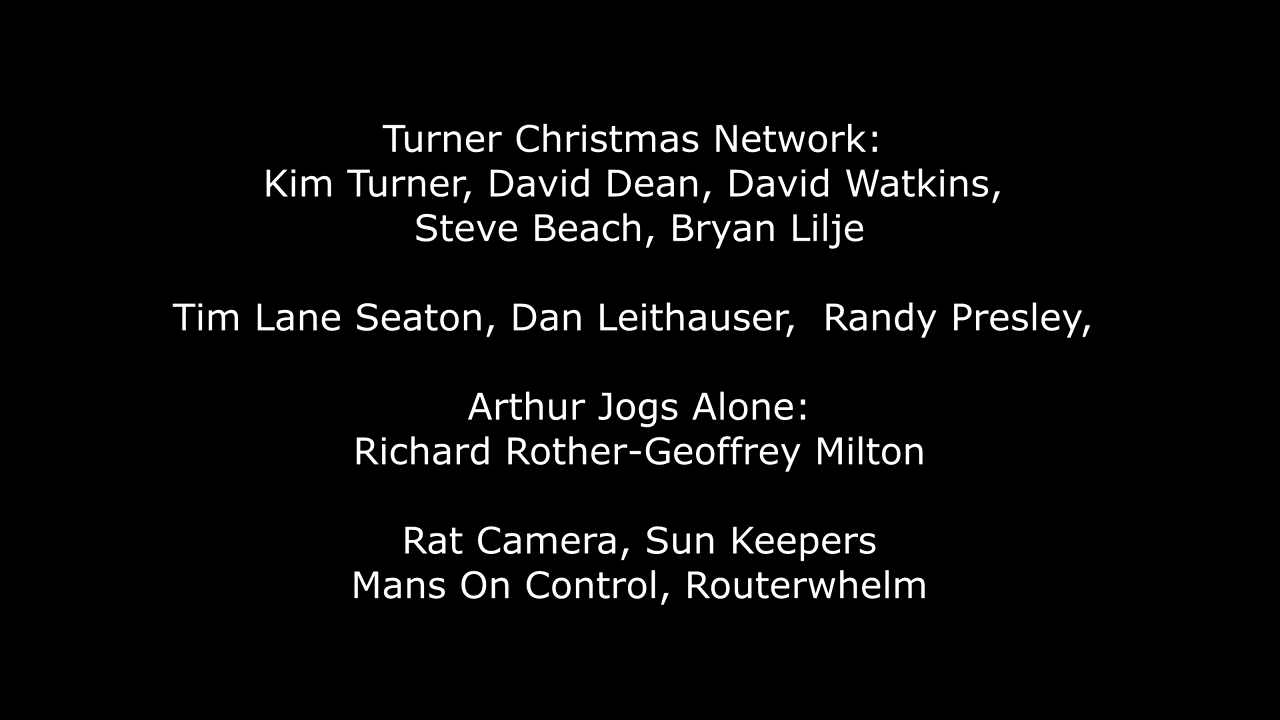 Turner Christmas Network:
Kim Turner, David Dean, David Watkins,
Steve Beach, Bryan Lilje
Tim Lane Seaton, Dan Leithauser,  Randy Presley,
Arthur Jogs Alone:
Richard Rother-Geoffrey Milton
Rat Camera, Sun Keepers
Mans On Control, Routerwhelm